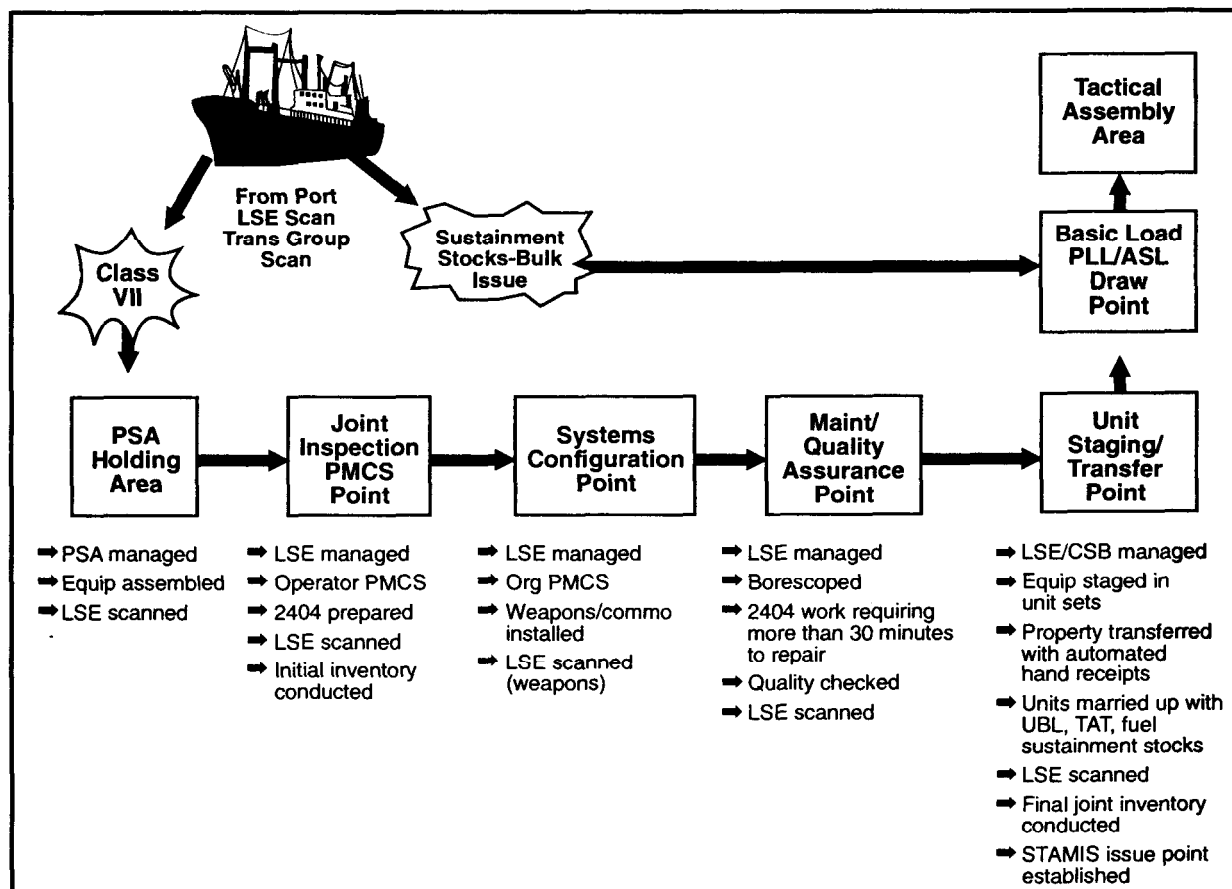 From Port
LSE Scan
Trans Group
Scan
Class
VII
Sustainment
Stocks-Bulk
Issue
Tactical
Assembly
Area
Basic Load
PLL/ASL
Draw
Point
PSA
Holding
Area
Joint
Inspection
PMCS
Point
Systems
Configuration
Point
Maint/
Quality
Assurance
Point
Unit
Staging/
Transfer
Point
PSA managed
Equip assembled
LSE scanned
LSE managed
Operator PMCS
2404 prepared
LSE scanned
Initial inventory
conducted
LSE managed
Org PMCS
Weapons/commo
installed
LSE scanned
(weapons)
LSE managed
Borescoped
2404 work requiring
more than 30 minutes
to repair
Quality checked
LSE scanned
LSE/CSB managed
Equip staged in
unit sets
Property transferred
with automated
hand receipts
Units married up with
UBL, TAT, fuel
sustainment stocks
LSE scanned
Final joint inventory
conducted
STAMIS issue point
established